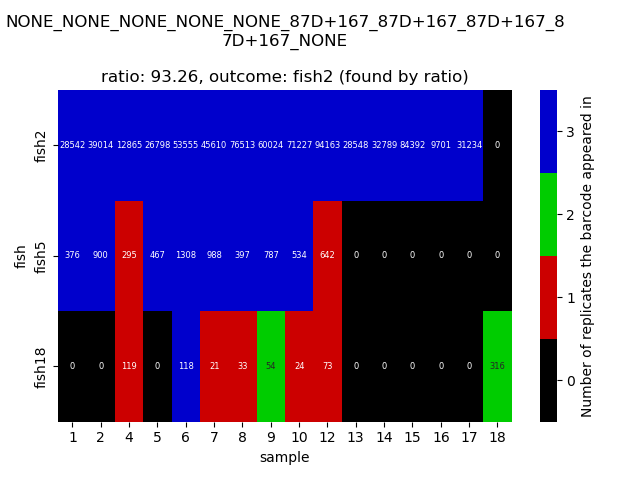 NONE_NONE_NONE_NONE_NONE_87D+167_87D+167_87D+167_8
7D+167_NONE
ratio: 93.26, outcome: fish2 (found by ratio)
fish2 28542 39014 12865 26798 53555 45610 76513 60024 71227 94163 28548 32789 84392 9701 31234 0
fish5 376 900 295 467 1308 988 397 787 534 642 0 0 0 0 0 0
fish18 0 0 119 0 118 21 33 54 24 73 0 0 0 0 0 316
fish
1 2 4 5 6 7 8 9 10 12 13 14 15 16 17 18
sample
3
2
1
0
Number of replicates the barcode appeared in